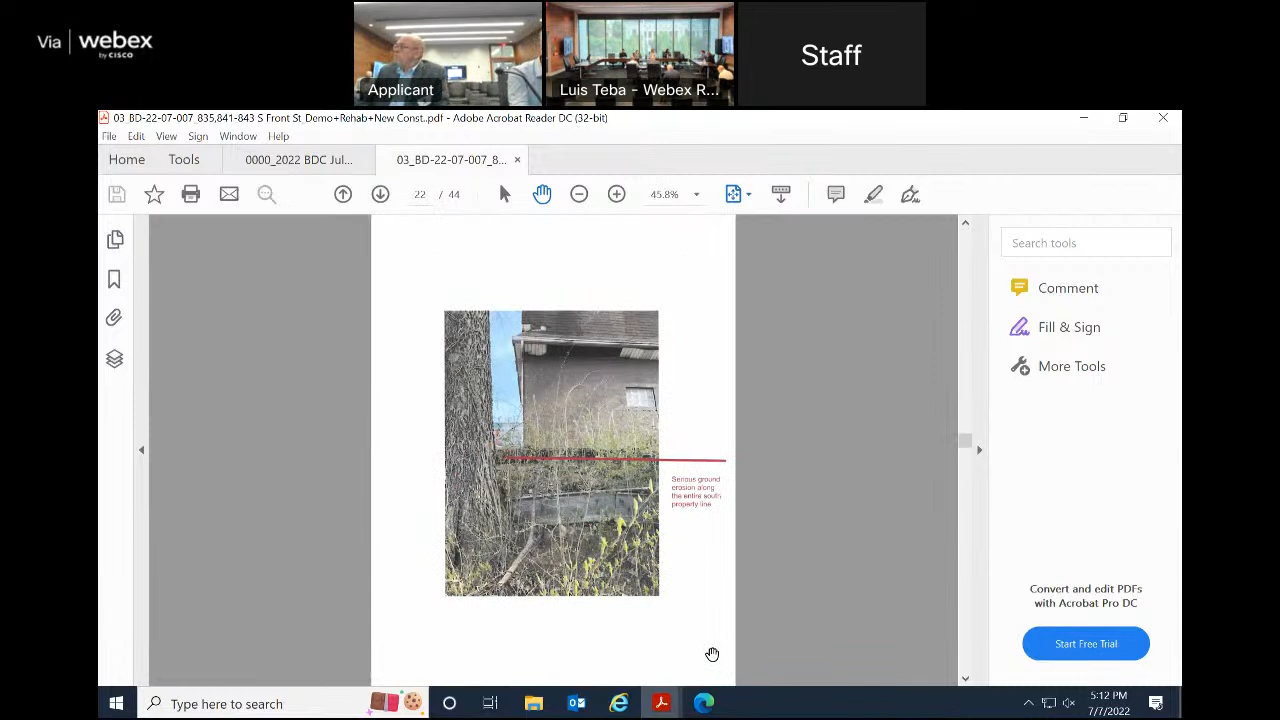 Via webex
by CISCO
Applicant
Luis Teba - Webex R...
Staff
03_BD-22-07-007_835,841-843 S Front St_Demo+Rehab+New Const..pdf - Adobe Acrobat Reader DC (32-bit)
File Edit View Sign Window Help
Home Tools 0000_2022 BDC Jul... 03_BD-22-07-007_8... ×
22 / 44 45.8%
Search tools
Comment
Fill & Sign
More Tools
Serious ground
erosion along
the entire south
property line
Convert and edit PDFs
with Acrobat Pro DC
Start Free Trial
Type here to search
5:12 PM
7/7/2022